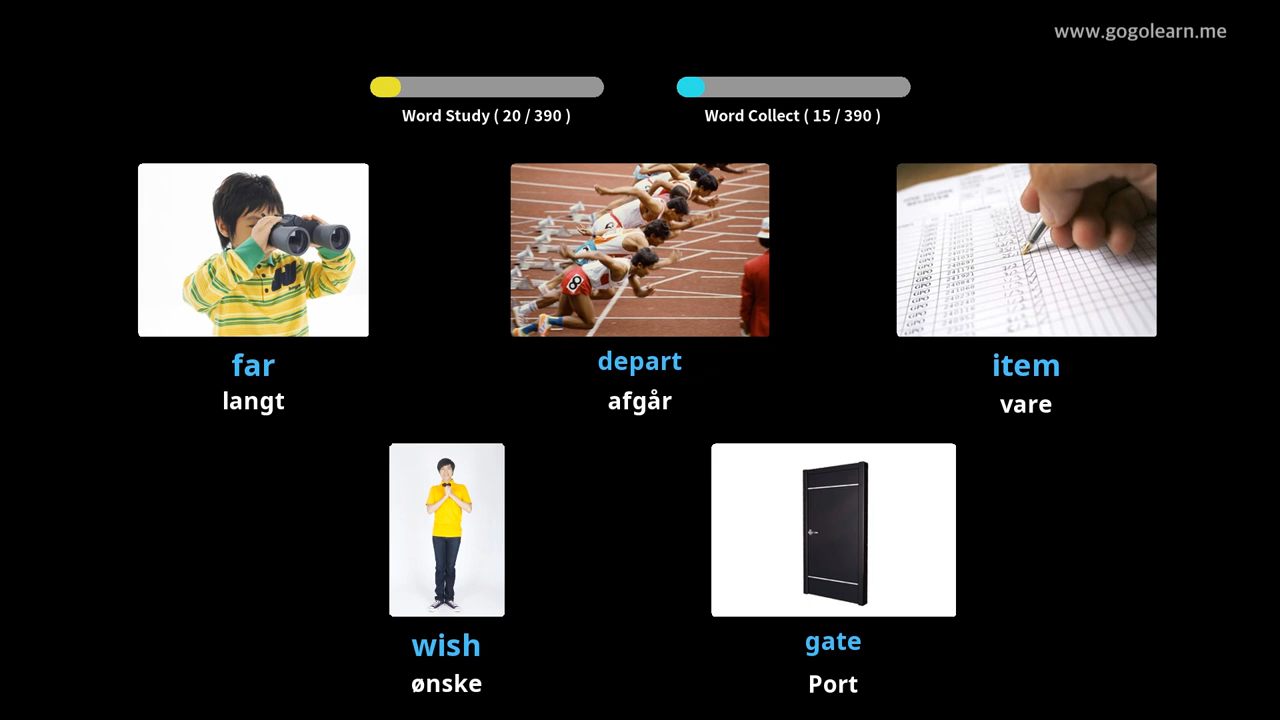 www.gogolearn.me
Word Study ( 20 / 390 )
Word Collect ( 15 / 390 )
far
langt
depart
afgår
item
vare
wish
ønske
gate
Port